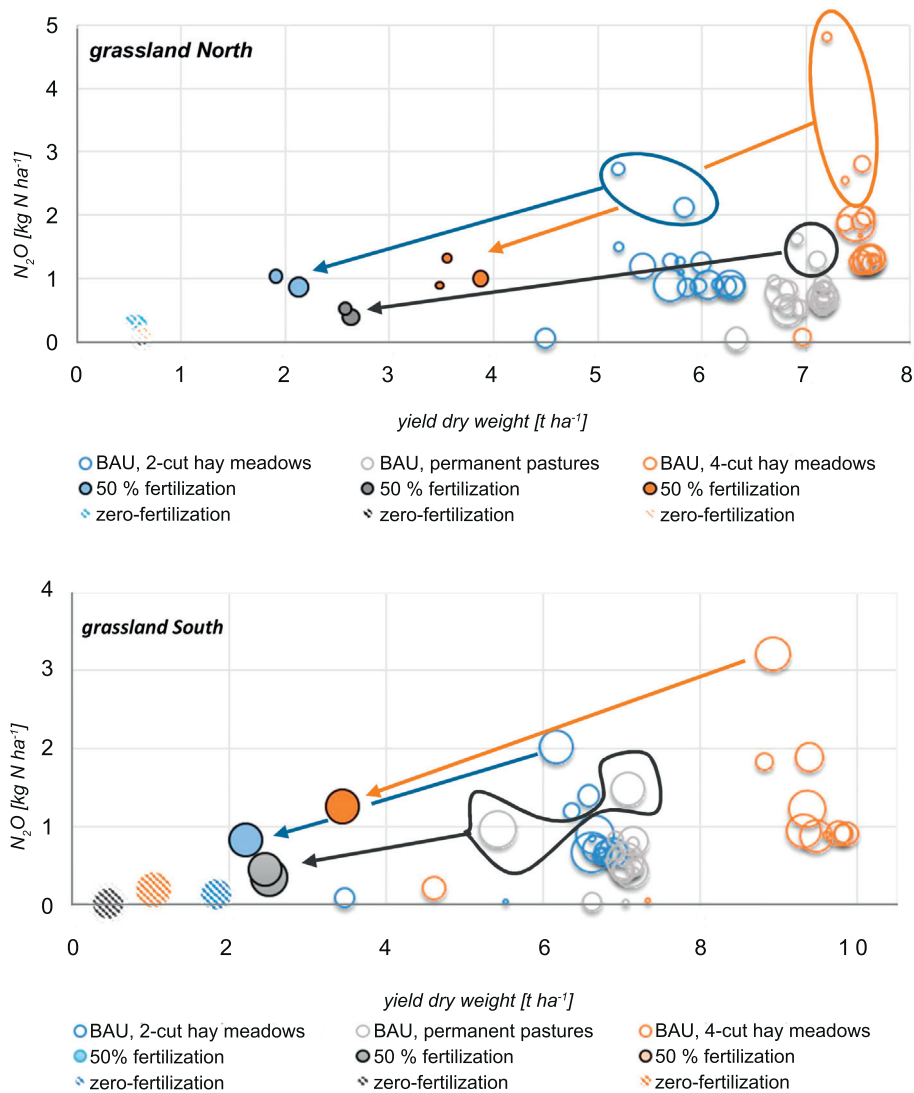 grassland North
5
4
3
2
1
0
N2O [kg N ha-1]
0 1 2 3 4 5 6 7 8
yield dry weight [t ha-1]
BAU, 2-cut hay meadows BAU, permanent pastures BAU, 4-cut hay meadows
50 % fertilization 50 % fertilization 50 % fertilization
zero-fertilization zero-fertilization zero-fertilization
grassland South
4
3
2
1
0
N2O [kg N ha-1]
0 2 4 6 8 10
yield dry weight [t ha-1]
BAU, 2-cut hay meadows BAU, permanent pastures BAU, 4-cut hay meadows
50% fertilization 50 % fertilization 50 % fertilization
zero-fertilization zero-fertilization zero-fertilization